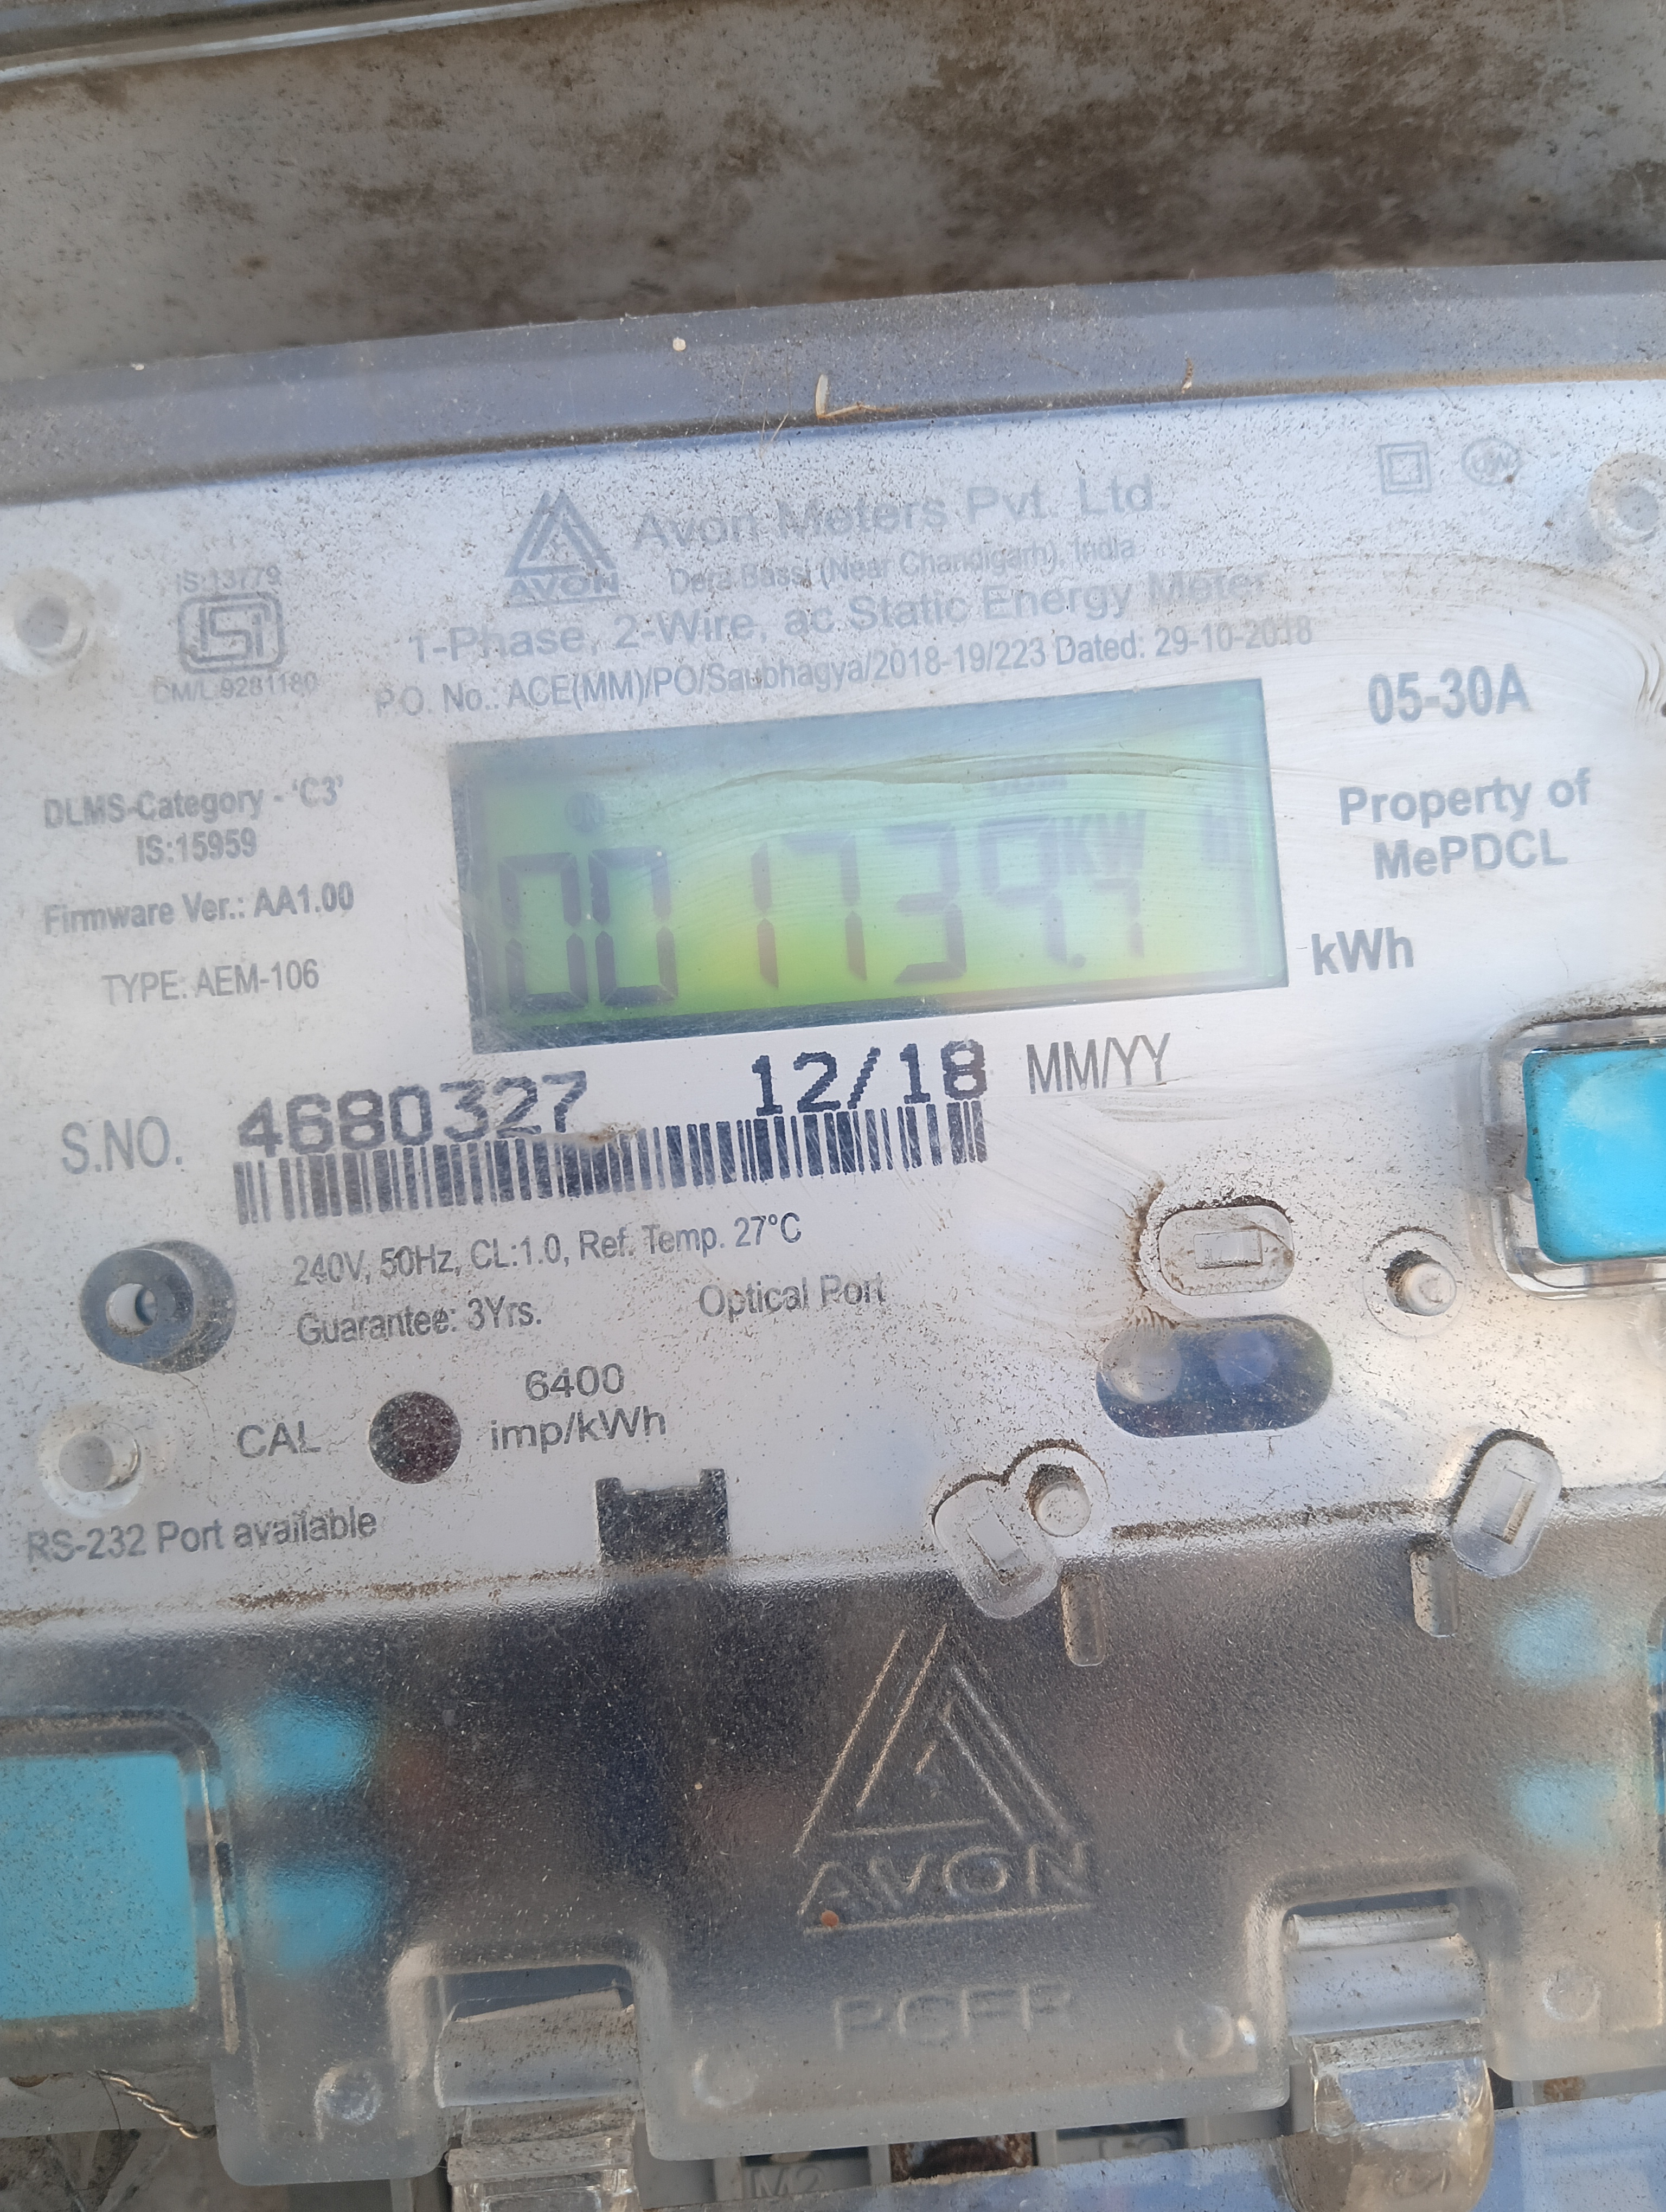 Avon Meters Pvt. Ltd.
AVON
Dera Bassi (Near Chandigarh), India
1-Phase, 2-Wire, ac Static Energy Meter
P.O. No.: ACE(MM)/PO/Saubhagya/2018-19/223 Dated: 29-10-2018
IS:13779
ISI
CM/L 9281180
05-30A
DLMS-Category - 'C3'
IS:15959
Firmware Ver.: AA1.00
TYPE: AEM-106
001739.7
KW
Property of
MePDCL
kWh
S.NO. 4680327 12/18 MM/YY
240V, 50Hz, CL:1.0, Ref. Temp. 27°C
Guarantee: 3Yrs.
Optical Port
CAL
6400
imp/kWh
RS-232 Port available
AVON
M2